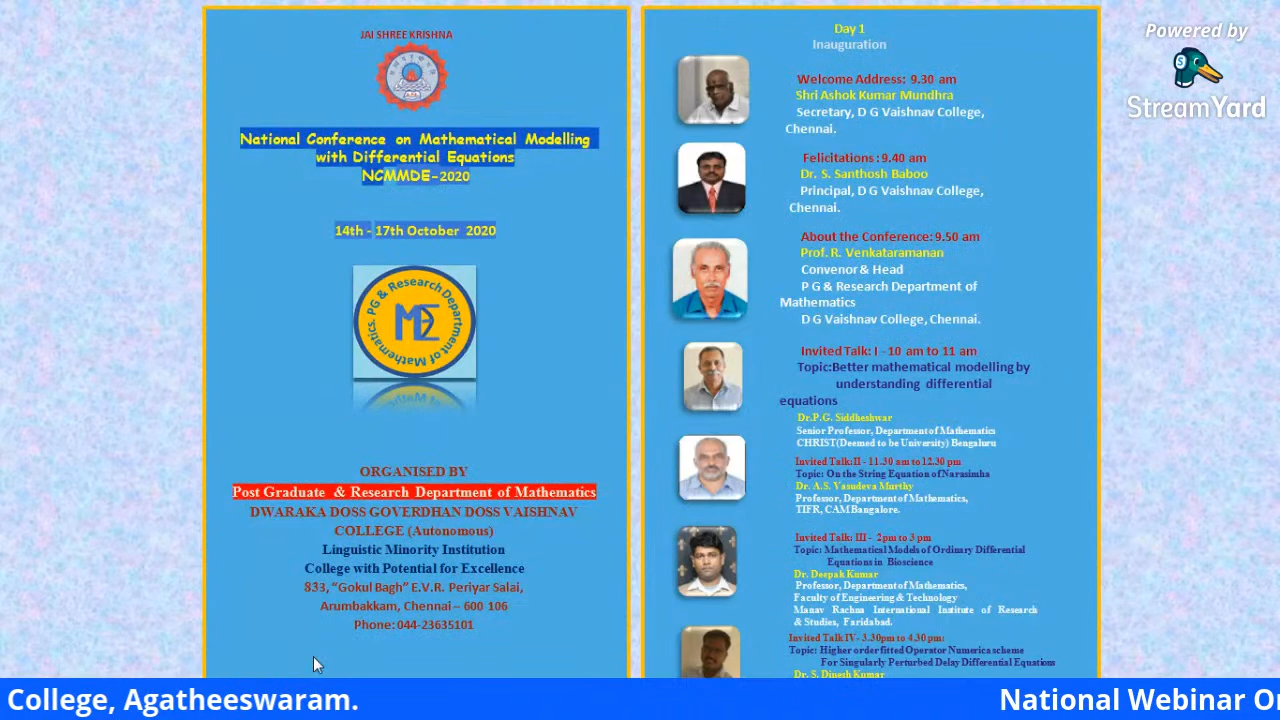 JAI SHREE KRISHNA
National Conference on Mathematical Modelling
with Differential Equations
NCMMDE-2020
14th - 17th October 2020
PG & Research Department of Mathematics.
ORGANISED BY
Post Graduate & Research Department of Mathematics
DWARAKA DOSS GOVERDHAN DOSS VAISHNAV
COLLEGE (Autonomous)
Linguistic Minority Institution
College with Potential for Excellence
833, “Gokul Bagh” E.V.R. Periyar Salai,
Arumbakkam, Chennai – 600 106
Phone: 044-23635101
Day 1
Inauguration
Welcome Address: 9.30 am
Shri Ashok Kumar Mundhra
Secretary, D G Vaishnav College,
Chennai.
Felicitations : 9.40 am
Dr. S. Santhosh Baboo
Principal, D G Vaishnav College,
Chennai.
About the Conference: 9.50 am
Prof. R. Venkataramanan
Convenor & Head
P G & Research Department of
Mathematics
D G Vaishnav College, Chennai.
Invited Talk: I - 10 am to 11 am
Topic:Better mathematical modelling by
understanding differential
equations
Dr.P.G. Siddheshwar
Senior Professor, Department of Mathematics
CHRIST(Deemed to be University) Bengaluru
Invited Talk:II - 11.30 am to 12.30 pm
Topic: On the String Equation of Narasimha
Dr. A.S. Vasudeva Murthy
Professor, Department of Mathematics,
TIFR, CAM Bangalore.
Invited Talk: III - 2pm to 3 pm
Topic: Mathematical Models of Ordinary Differential
Equations in Bioscience
Dr. Deepak Kumar
Professor, Department of Mathematics,
Faculty of Engineering & Technology
Manav Rachna International Institute of Research
& Studies, Faridabad.
Invited Talk IV- 3.30pm to 4.30 pm:
Topic: Higher order fitted Operator Numerica scheme
For Singularly Perturbed Delay Differential Equations
Dr. S. Dinesh Kumar
Powered by
StreamYard
College, Agatheeswaram.
National Webinar Or